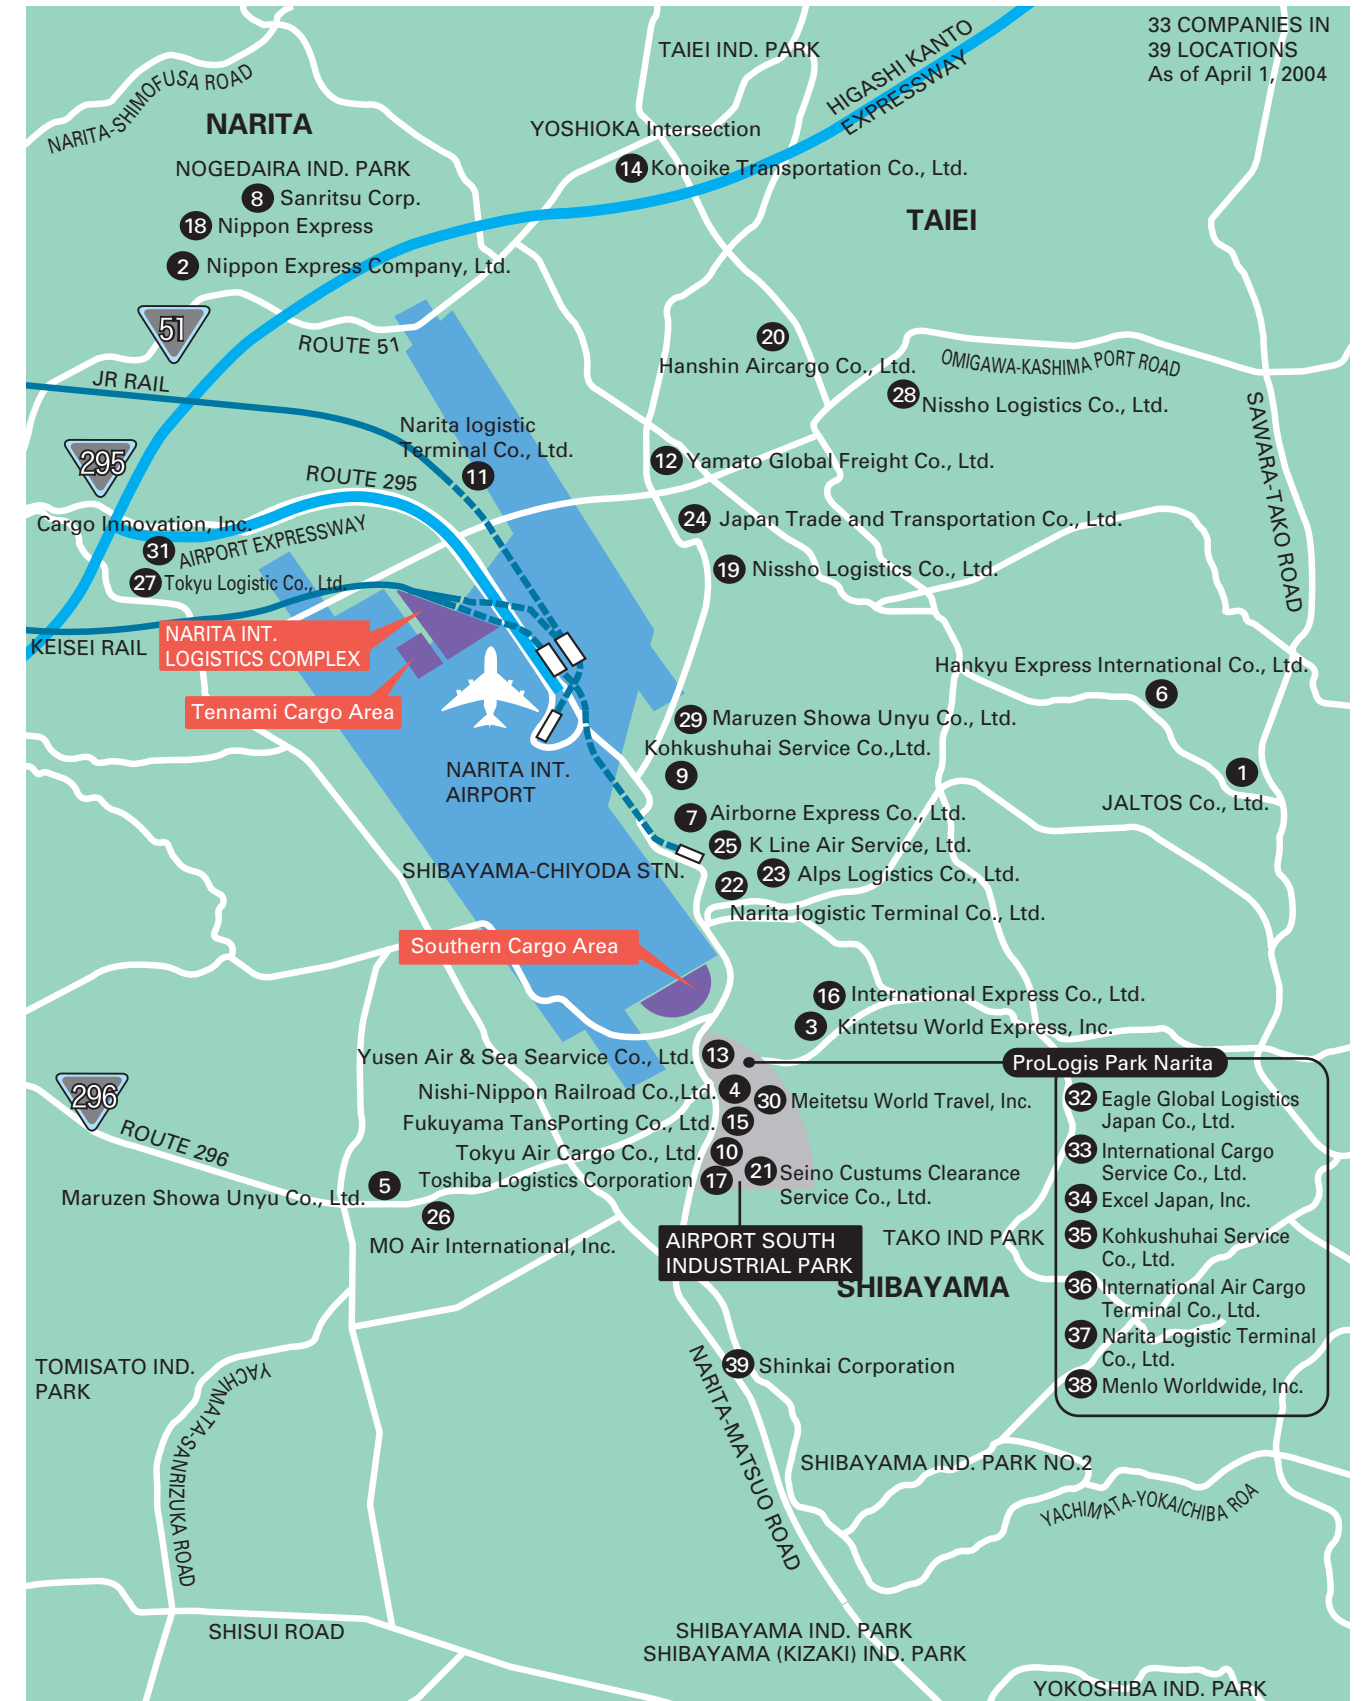 33 COMPANIES IN
39 LOCATIONS
As of April 1, 2004
TAIEI IND. PARK
HIGASHI KANTO
EXPRESSWAY
NARITA-SHIMOFUSA ROAD
NARITA
YOSHIOKA Intersection
NOGEDAIRA IND. PARK
14 Konoike Transportation Co., Ltd.
8 Sanritsu Corp.
18 Nippon Express
TAIEI
2 Nippon Express Company, Ltd.
51
ROUTE 51
20
Hanshin Aircargo Co., Ltd.
OMIGAWA-KASHIMA PORT ROAD
JR RAIL
28 Nissho Logistics Co., Ltd.
SAWARA-TAKO ROAD
Narita logistic
Terminal Co., Ltd.
11
295
ROUTE 295
12 Yamato Global Freight Co., Ltd.
Cargo Innovation, Inc.
31
AIRPORT EXPRESSWAY
24 Japan Trade and Transportation Co., Ltd.
27 Tokyu Logistic Co., Ltd.
19 Nissho Logistics Co., Ltd.
KEISEI RAIL
NARITA INT.
LOGISTICS COMPLEX
Tennami Cargo Area
Hankyu Express International Co., Ltd.
6
29 Maruzen Showa Unyu Co., Ltd.
Kohkushuhai Service Co.,Ltd.
9
NARITA INT.
AIRPORT
1
JALTOS Co., Ltd.
7 Airborne Express Co., Ltd.
25 K Line Air Service, Ltd.
SHIBAYAMA-CHIYODA STN.
23 Alps Logistics Co., Ltd.
22
Narita logistic Terminal Co., Ltd.
Southern Cargo Area
16 International Express Co., Ltd.
3 Kintetsu World Express, Inc.
Yusen Air & Sea Searvice Co., Ltd. 13
ProLogis Park Narita
296
ROUTE 296
Nishi-Nippon Railroad Co.,Ltd. 4
30 Meitetsu World Travel, Inc.
Fukuyama TansPorting Co., Ltd. 15
Tokyu Air Cargo Co., Ltd. 10
Toshiba Logistics Corporation 17
21 Seino Custums Clearance
Service Co., Ltd.
32 Eagle Global Logistics
Japan Co., Ltd.
33 International Cargo
Service Co., Ltd.
34 Excel Japan, Inc.
35 Kohkushuhai Service
Co., Ltd.
36 International Air Cargo
Terminal Co., Ltd.
37 Narita Logistic Terminal
Co., Ltd.
38 Menlo Worldwide, Inc.
Maruzen Showa Unyu Co., Ltd. 5
26
MO Air International, Inc.
AIRPORT SOUTH
INDUSTRIAL PARK
TAKO IND PARK
SHIBAYAMA
TOMISATO IND.
PARK
YACHIMATA-SANRIZUKA ROAD
39 Shinkai Corporation
NARITA-MATSUO ROAD
SHIBAYAMA IND. PARK NO.2
YACHIMATA-YOKAICHIBA ROA
SHISUI ROAD
SHIBAYAMA IND. PARK
SHIBAYAMA (KIZAKI) IND. PARK
YOKOSHIBA IND. PARK